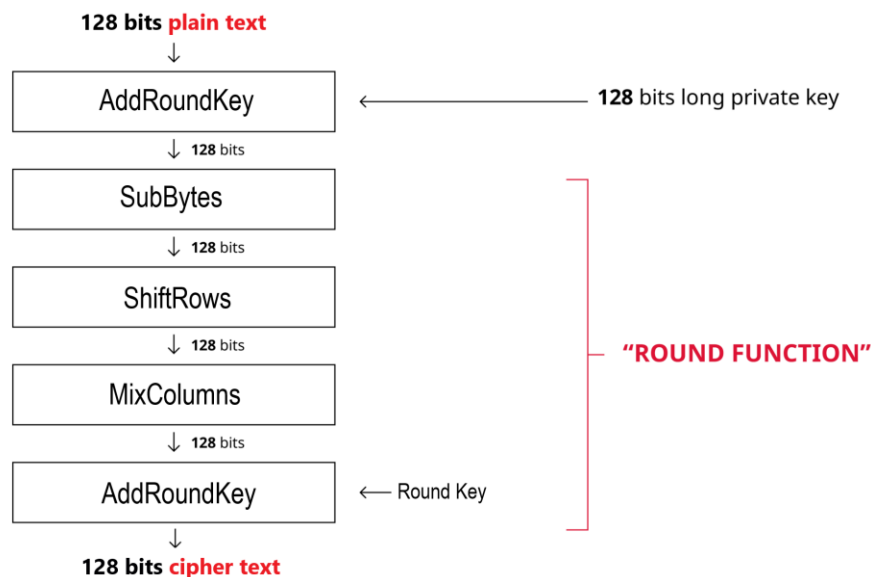 128 bits plain text
AddRoundKey
128 bits long private key
128 bits
SubBytes
128 bits
ShiftRows
128 bits
“ROUND FUNCTION”
MixColumns
128 bits
AddRoundKey
Round Key
128 bits cipher text